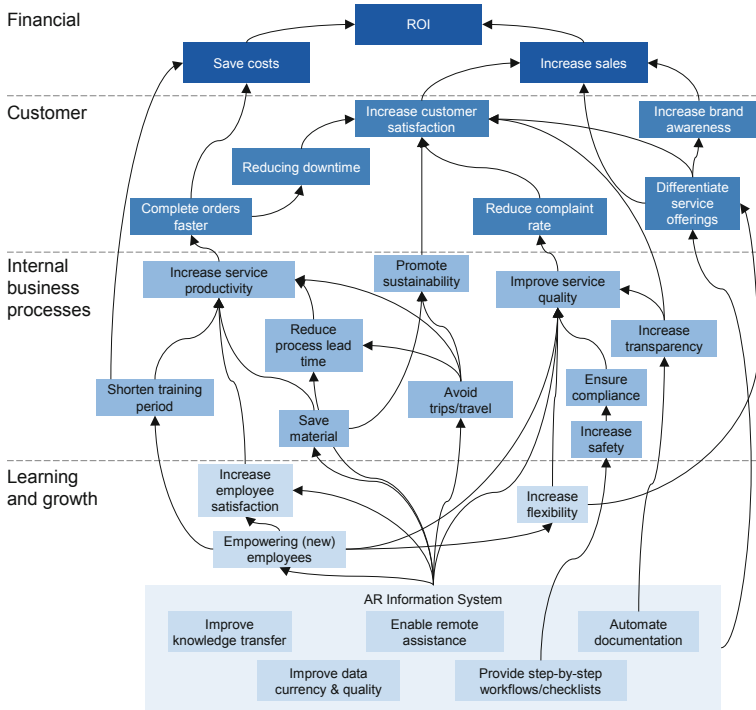 Financial
ROI
Save costs
Increase sales
Customer
Increase customer
satisfaction
Increase brand
awareness
Reducing downtime
Complete orders
faster
Reduce complaint
rate
Differentiate
service
offerings
Internal
business
processes
Increase service
productivity
Promote
sustainability
Improve service
quality
Reduce
process lead
time
Increase
transparency
Shorten training
period
Avoid
trips/travel
Ensure
compliance
Save
material
Increase
safety
Learning
and growth
Increase
employee
satisfaction
Increase
flexibility
Empowering (new)
employees
AR Information System
Improve
knowledge transfer
Enable remote
assistance
Automate
documentation
Improve data
currency & quality
Provide step-by-step
workflows/checklists